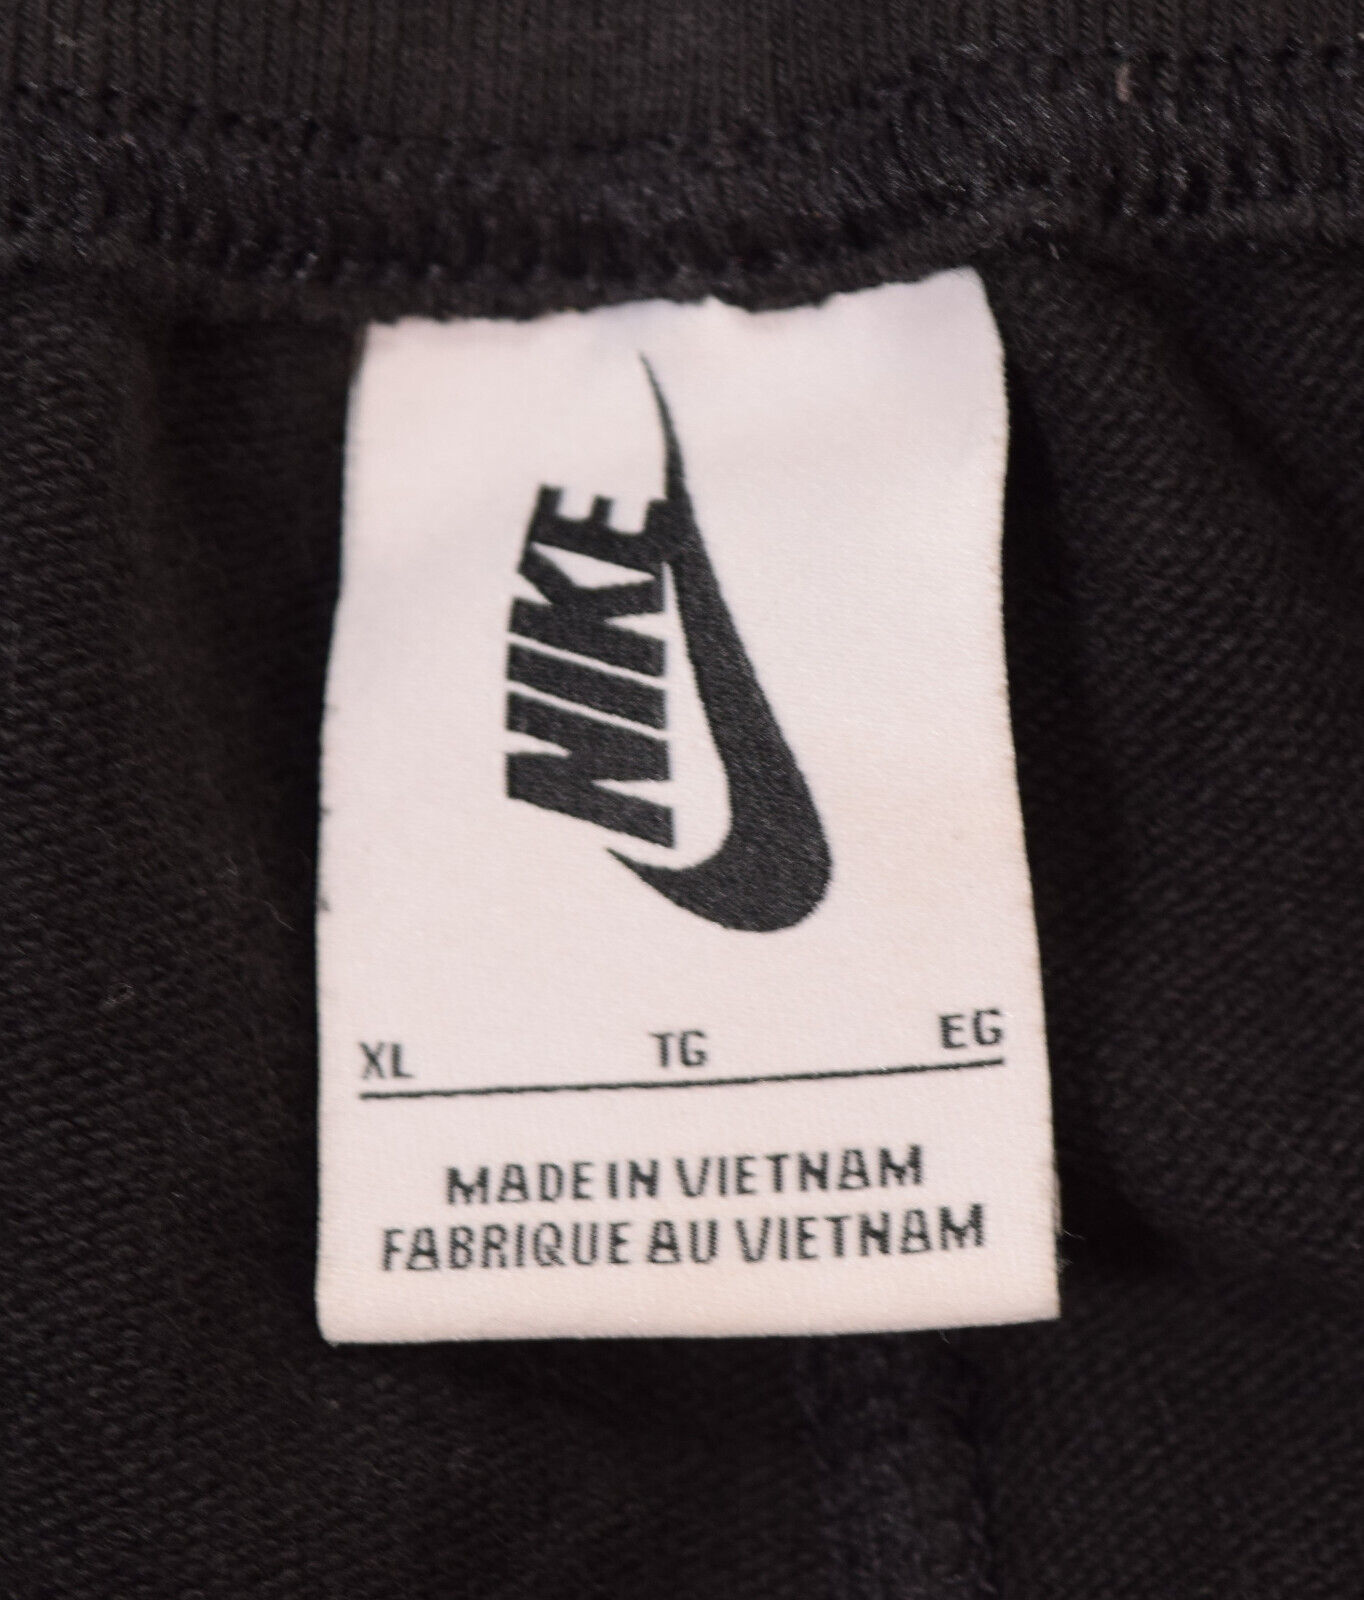 NIKE
XL TG EG
MADE IN VIETNAM
FABRIQUE AU VIETNAM